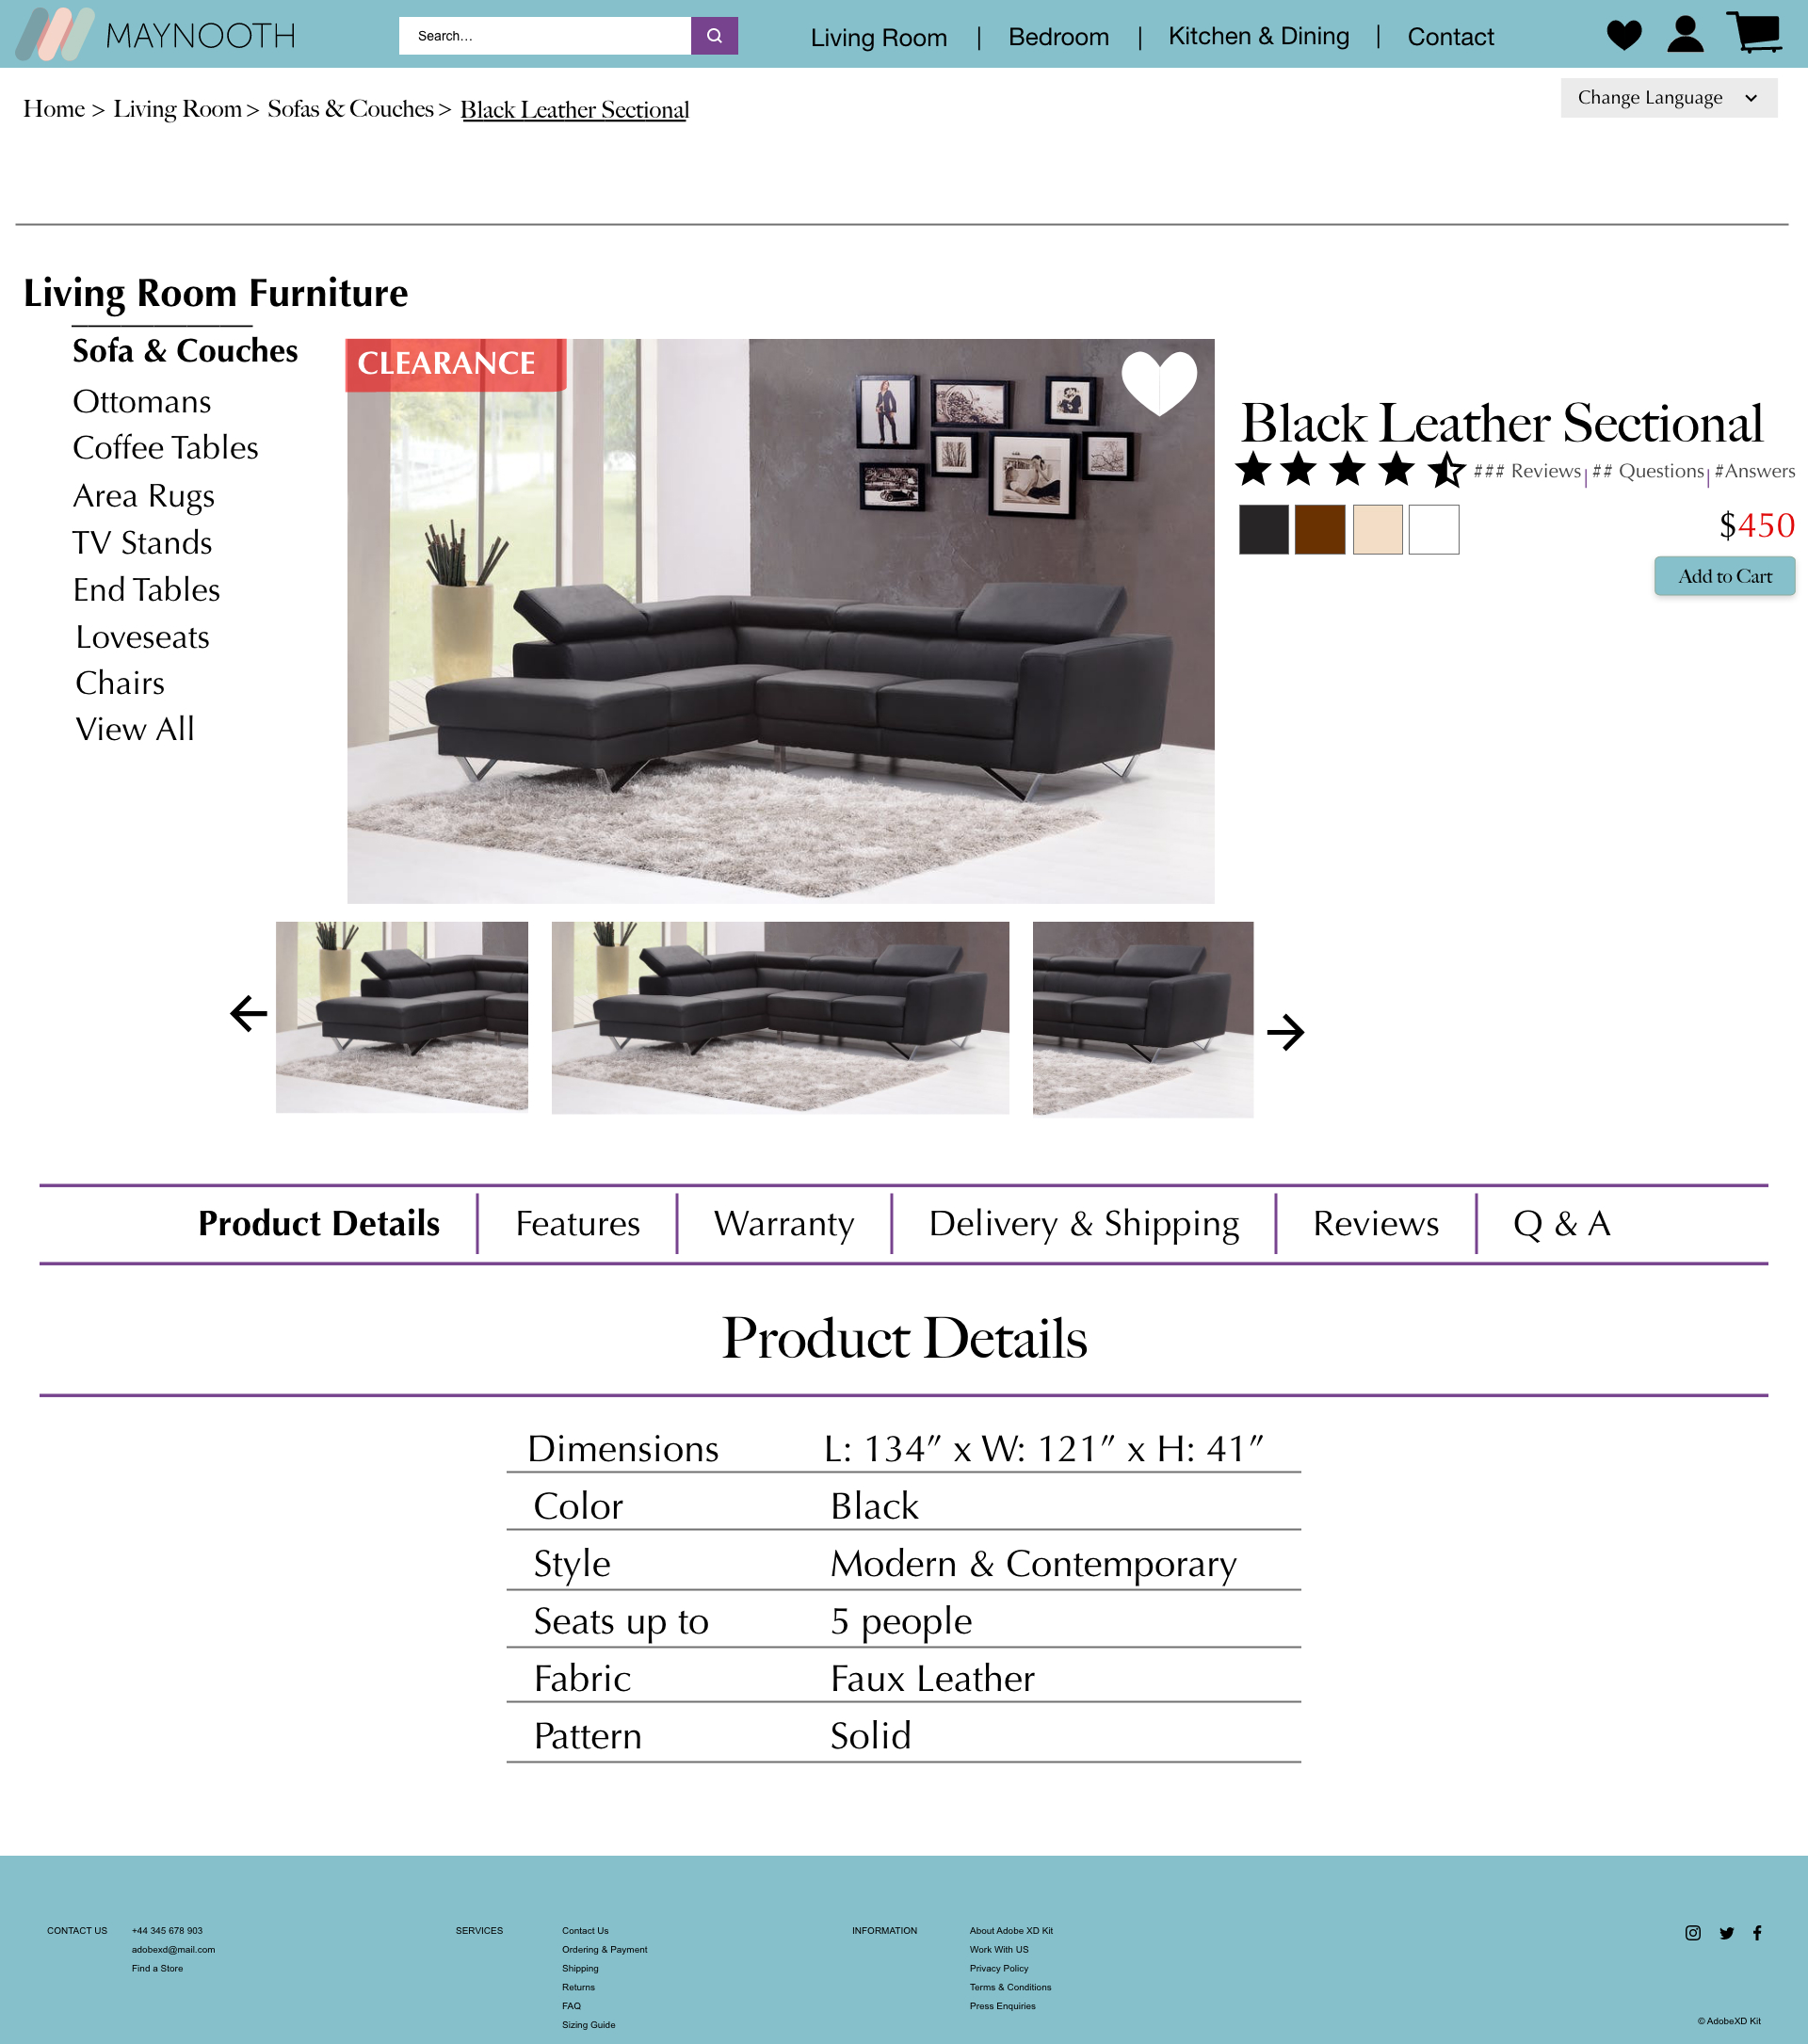 MAYNOOTH
Search...
Living Room | Bedroom | Kitchen & Dining | Contact
Home > Living Room > Sofas & Couches > Black Leather Sectional
Change Language
Living Room Furniture
Sofa & Couches
Ottomans
Coffee Tables
Area Rugs
TV Stands
End Tables
Loveseats
Chairs
View All
CLEARANCE
Black Leather Sectional
### Reviews | ## Questions | #Answers
$450
Add to Cart
Product Details | Features | Warranty | Delivery & Shipping | Reviews | Q & A
Product Details
Dimensions L: 134” x W: 121” x H: 41”
Color Black
Style Modern & Contemporary
Seats up to 5 people
Fabric Faux Leather
Pattern Solid
CONTACT US
+44 345 678 903
adobexd@mail.com
Find a Store
SERVICES
Contact Us
Ordering & Payment
Shipping
Returns
FAQ
Sizing Guide
INFORMATION
About Adobe XD Kit
Work With US
Privacy Policy
Terms & Conditions
Press Enquiries
© AdobeXD Kit